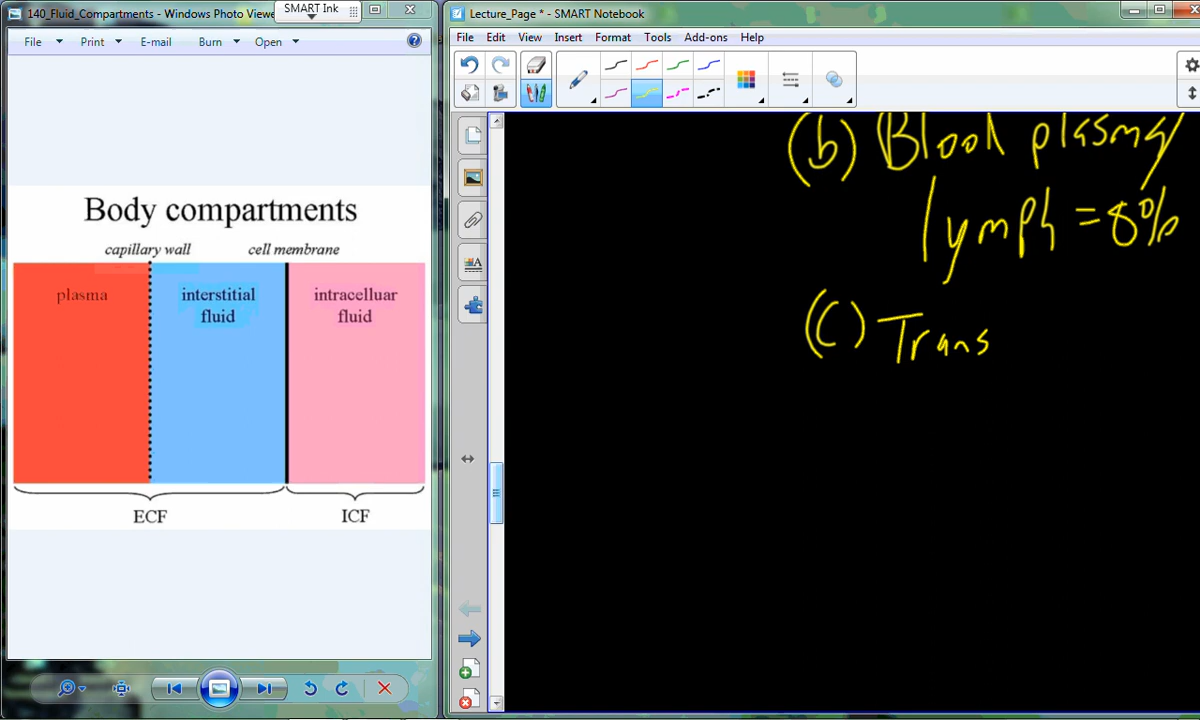 140_Fluid_Compartments - Windows Photo Viewe
SMART Ink
File Print E-mail Burn Open
Body compartments
capillary wall cell membrane
plasma
interstitial
fluid
intracelluar
fluid
ECF ICF
Lecture_Page * - SMART Notebook
File Edit View Insert Format Tools Add-ons Help
(b) Blood plasma/
lymph = 8%
(C) Trans